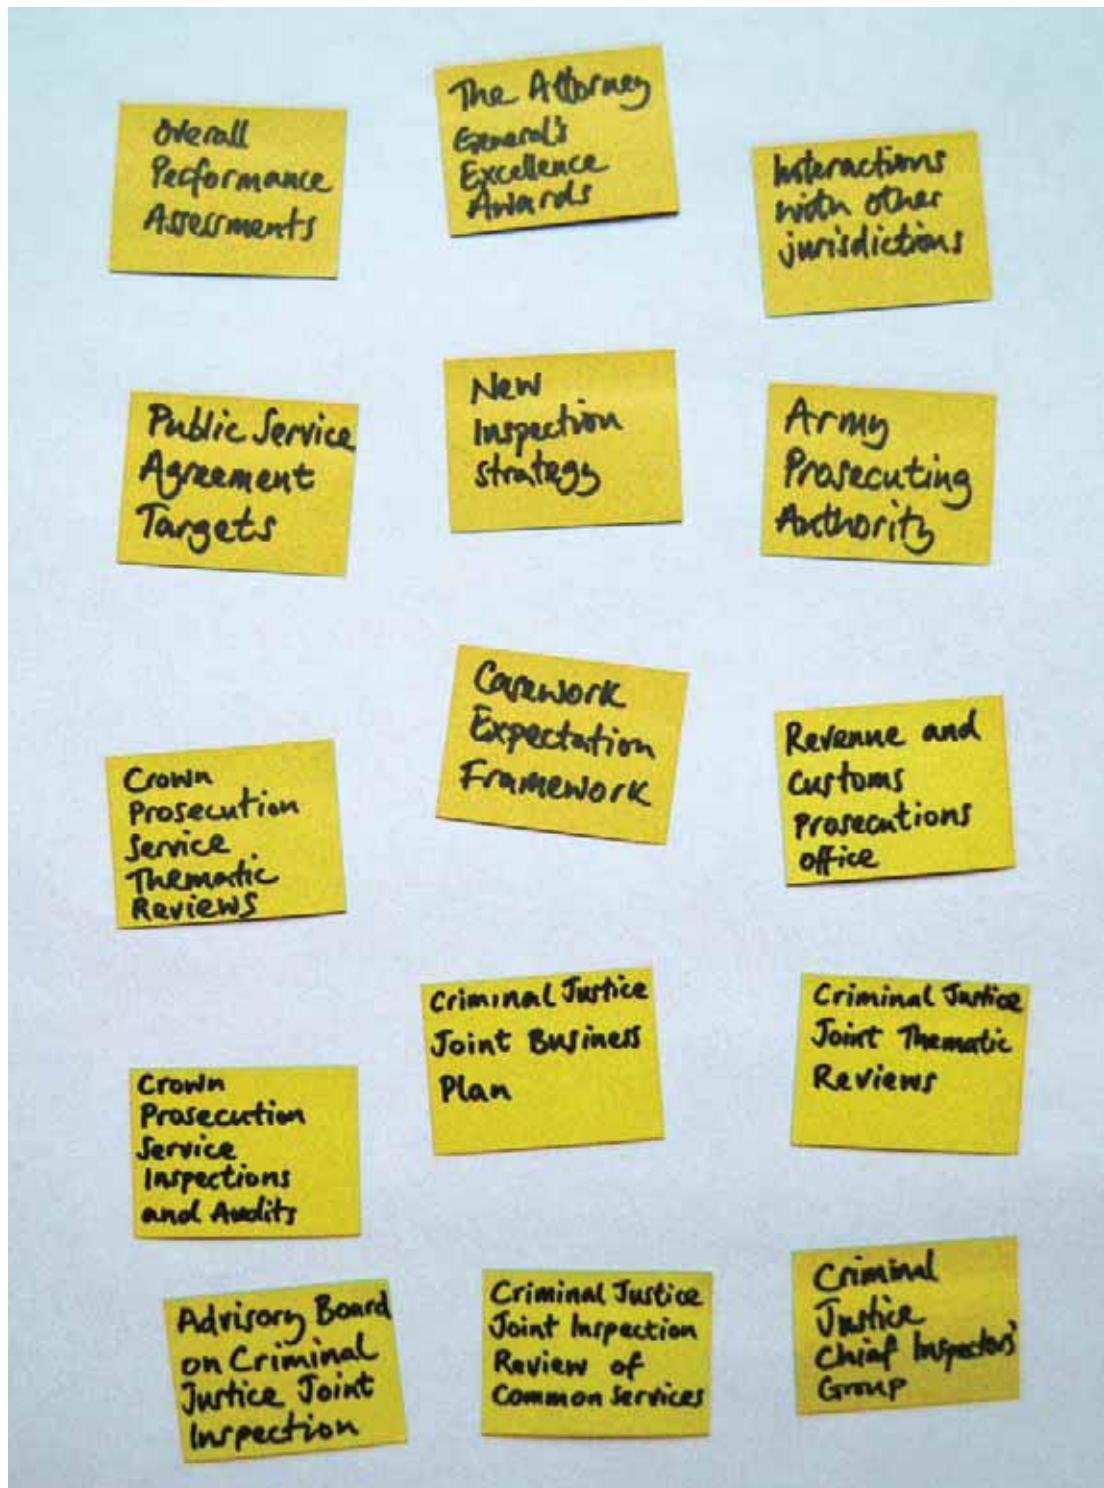 Overall
Performance
Assessments
The Attorney
General's
Excellence
Awards
Interactions
with other
jurisdictions
Public Service
Agreement
Targets
New
Inspection
strategy
Army
Prosecuting
Authority
Crown
Prosecution
Service
Thematic
Reviews
Casework
Expectation
Framework
Revenue and
Customs
Prosecutions
office
Crown
Prosecution
Service
Inspections
and Audits
Criminal Justice
Joint Business
Plan
Criminal Justice
Joint Thematic
Reviews
Advisory Board
on Criminal
Justice Joint
Inspection
Criminal Justice
Joint Inspection
Review of
Common Services
Criminal
Justice
Chief Inspectors'
Group